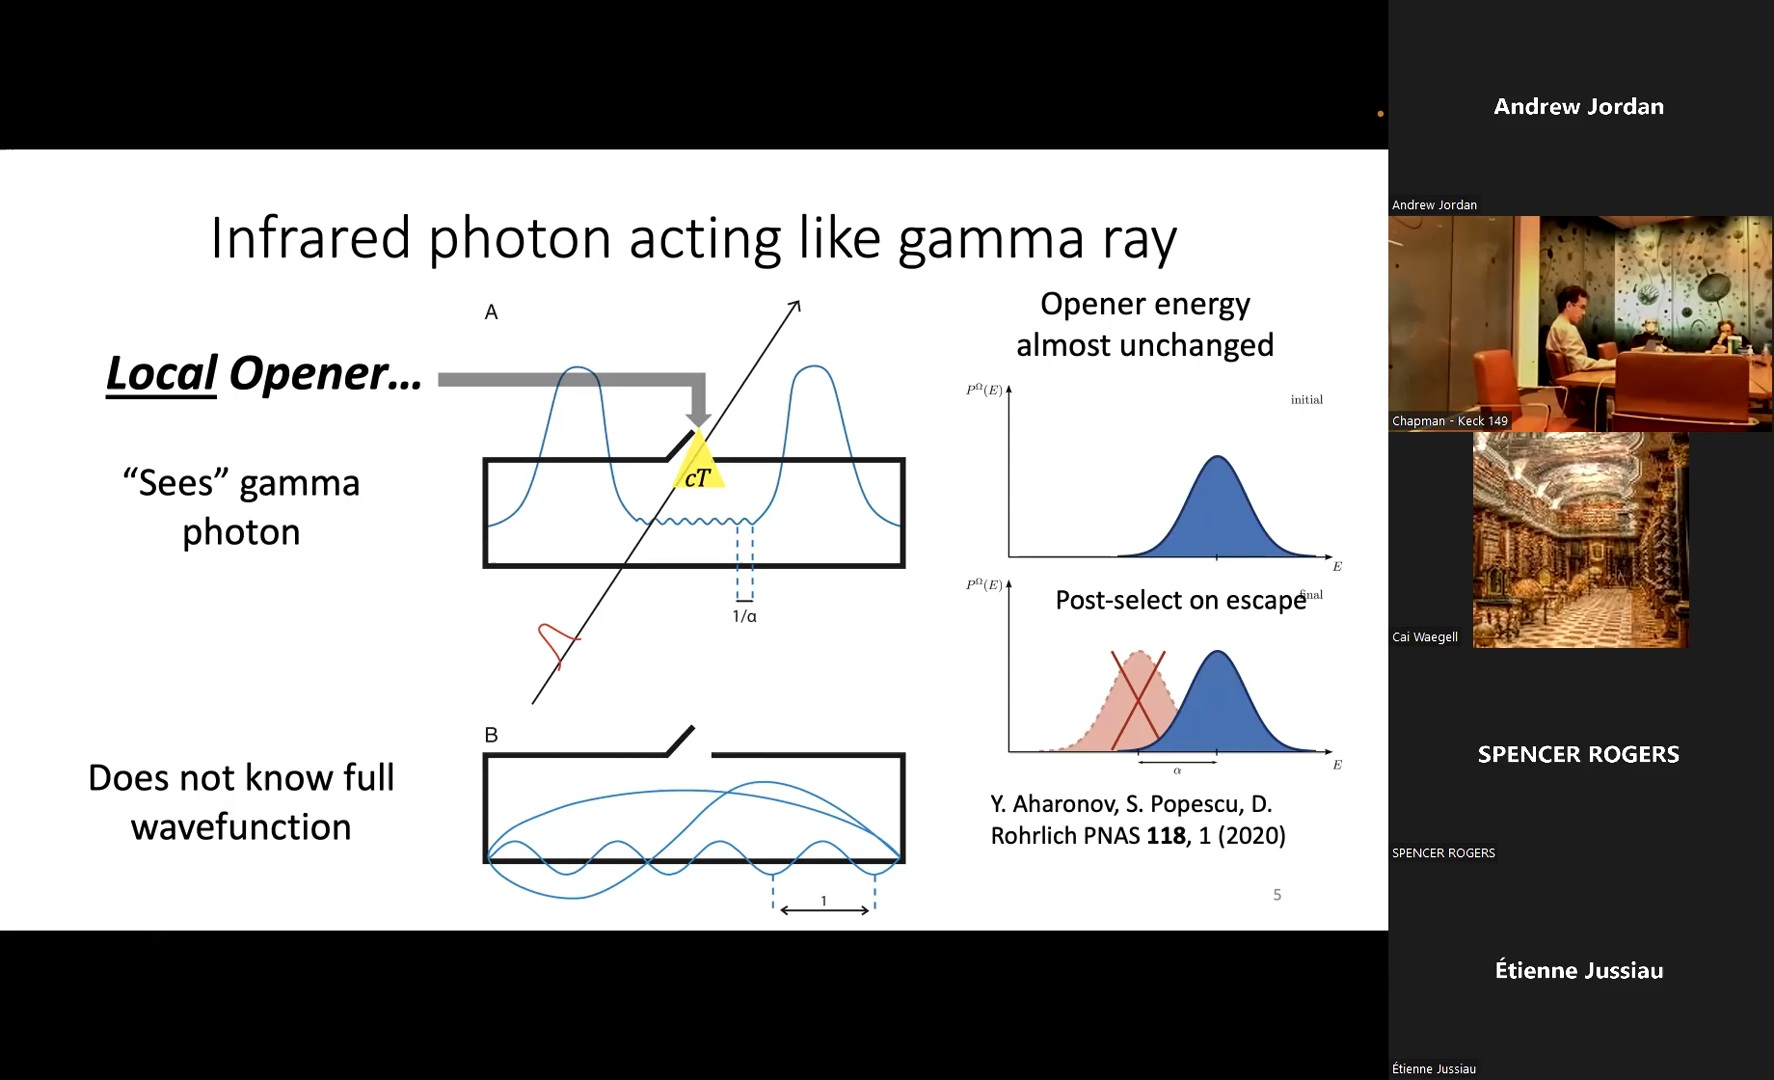 Infrared photon acting like gamma ray
A
Local Opener...
"Sees" gamma
photon
cT
1/α
B
Does not know full
wavefunction
1
Opener energy
almost unchanged
P^Ω(E)
initial
E
P^Ω(E)
Post-select on escape
final
α
E
Y. Aharonov, S. Popescu, D.
Rohrlich PNAS 118, 1 (2020)
5
Andrew Jordan
Andrew Jordan
Chapman - Keck 149
Cai Waegell
SPENCER ROGERS
SPENCER ROGERS
Étienne Jussiau
Étienne Jussiau